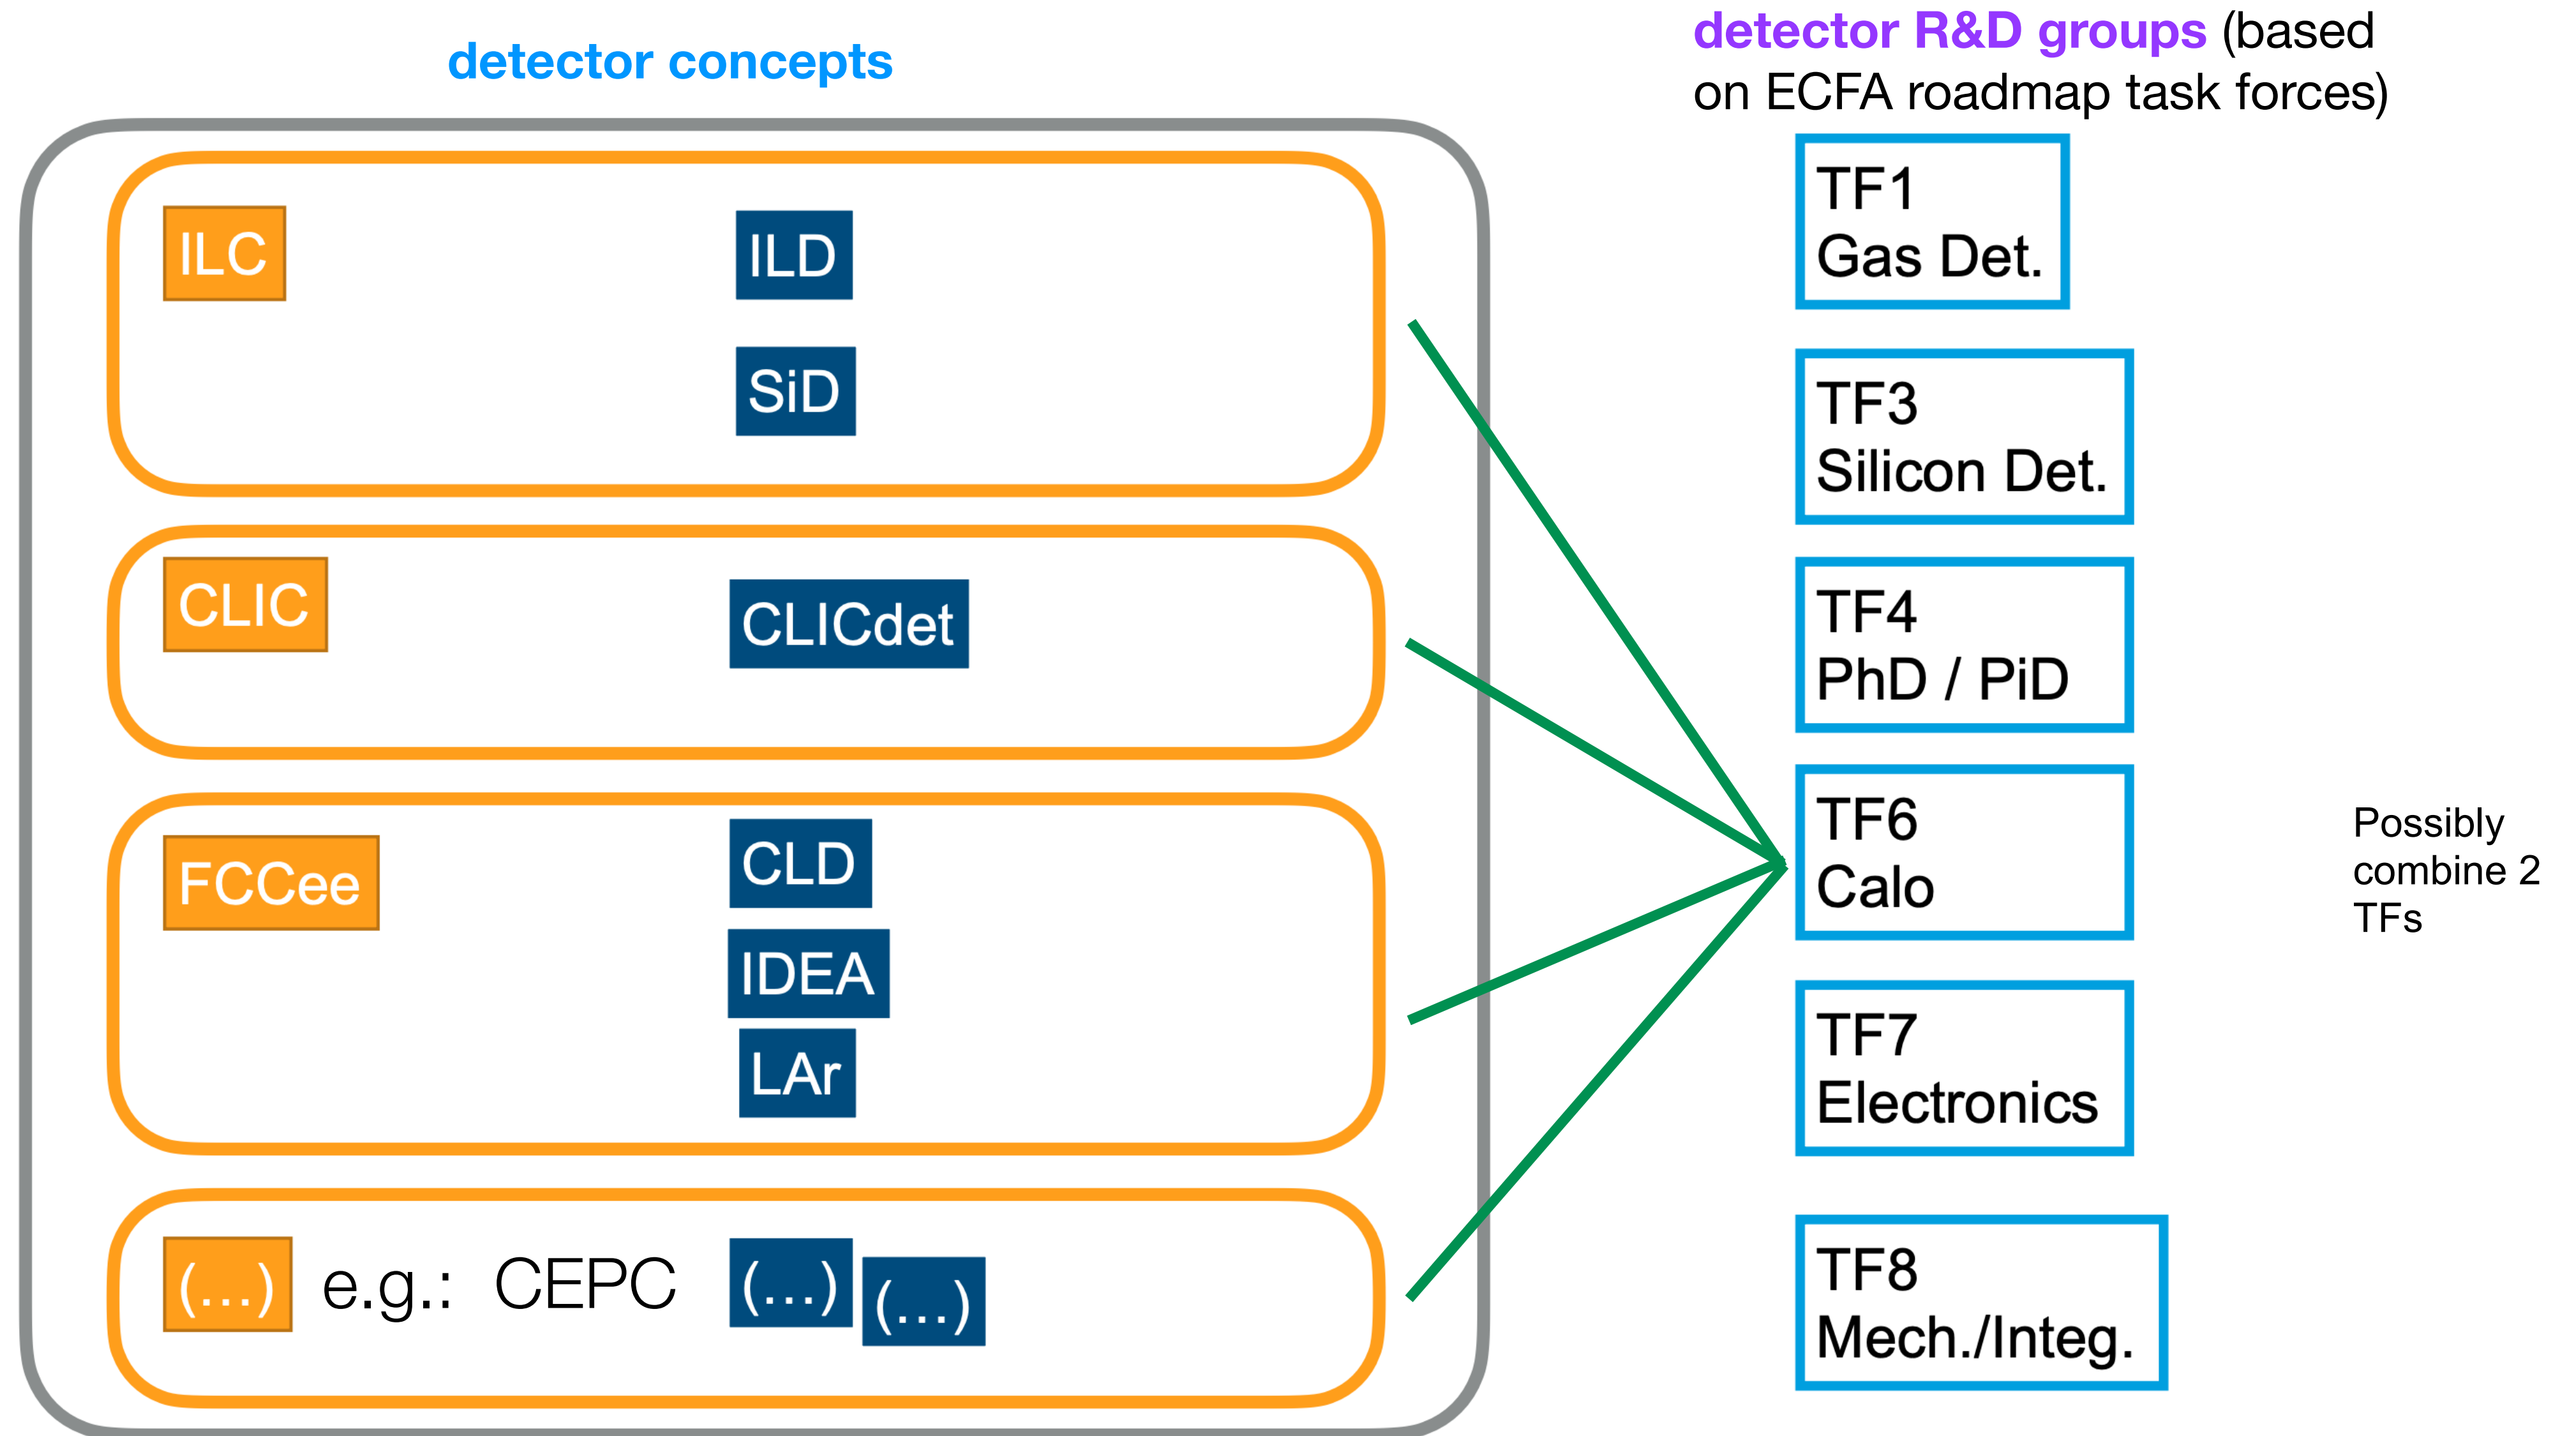 detector concepts
ILC
ILD
SiD
CLIC
CLICdet
FCCee
CLD
IDEA
LAr
(...) e.g.: CEPC (...) (...)
detector R&D groups (based
on ECFA roadmap task forces)
TF1
Gas Det.
TF3
Silicon Det.
TF4
PhD / PiD
TF6
Calo
TF7
Electronics
TF8
Mech./Integ.
Possibly
combine 2
TFs